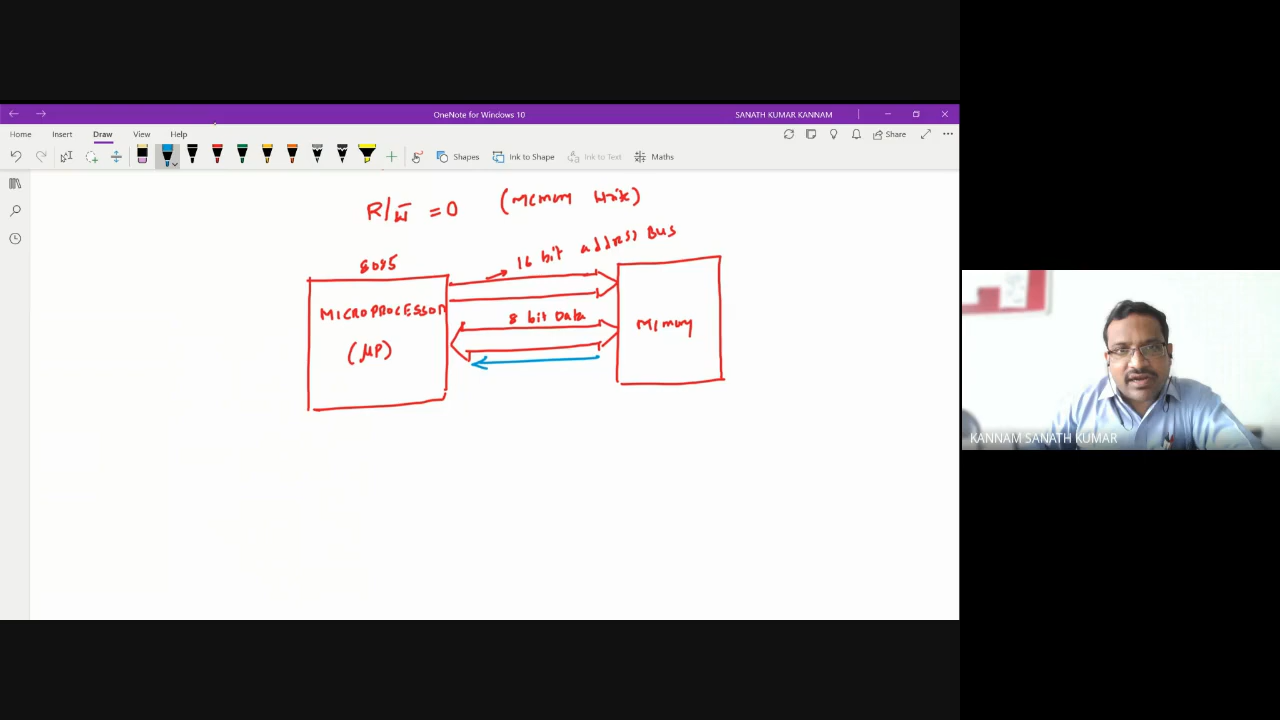 OneNote for Windows 10
SANATH KUMAR KANNAM
Home Insert Draw View Help
Share
Shapes
Ink to Shape
Ink to Text
Maths
R/W̅ = 0 (Memory Write)
16 bit address Bus
8085
MICROPROCESSOR
(μP)
8 bit Data
Memory
KANNAM SANATH KUMAR